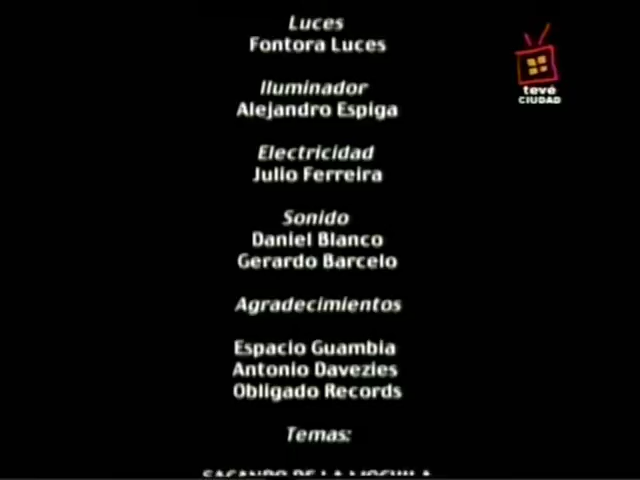 Luces
Fontora Luces
Iluminador
Alejandro Espiga
Electricidad
Julio Ferreira
Sonido
Daniel Blanco
Gerardo Barcelo
Agradecimientos
Espacio Guambia
Antonio Davezies
Obligado Records
Temas:
tevé
CIUDAD